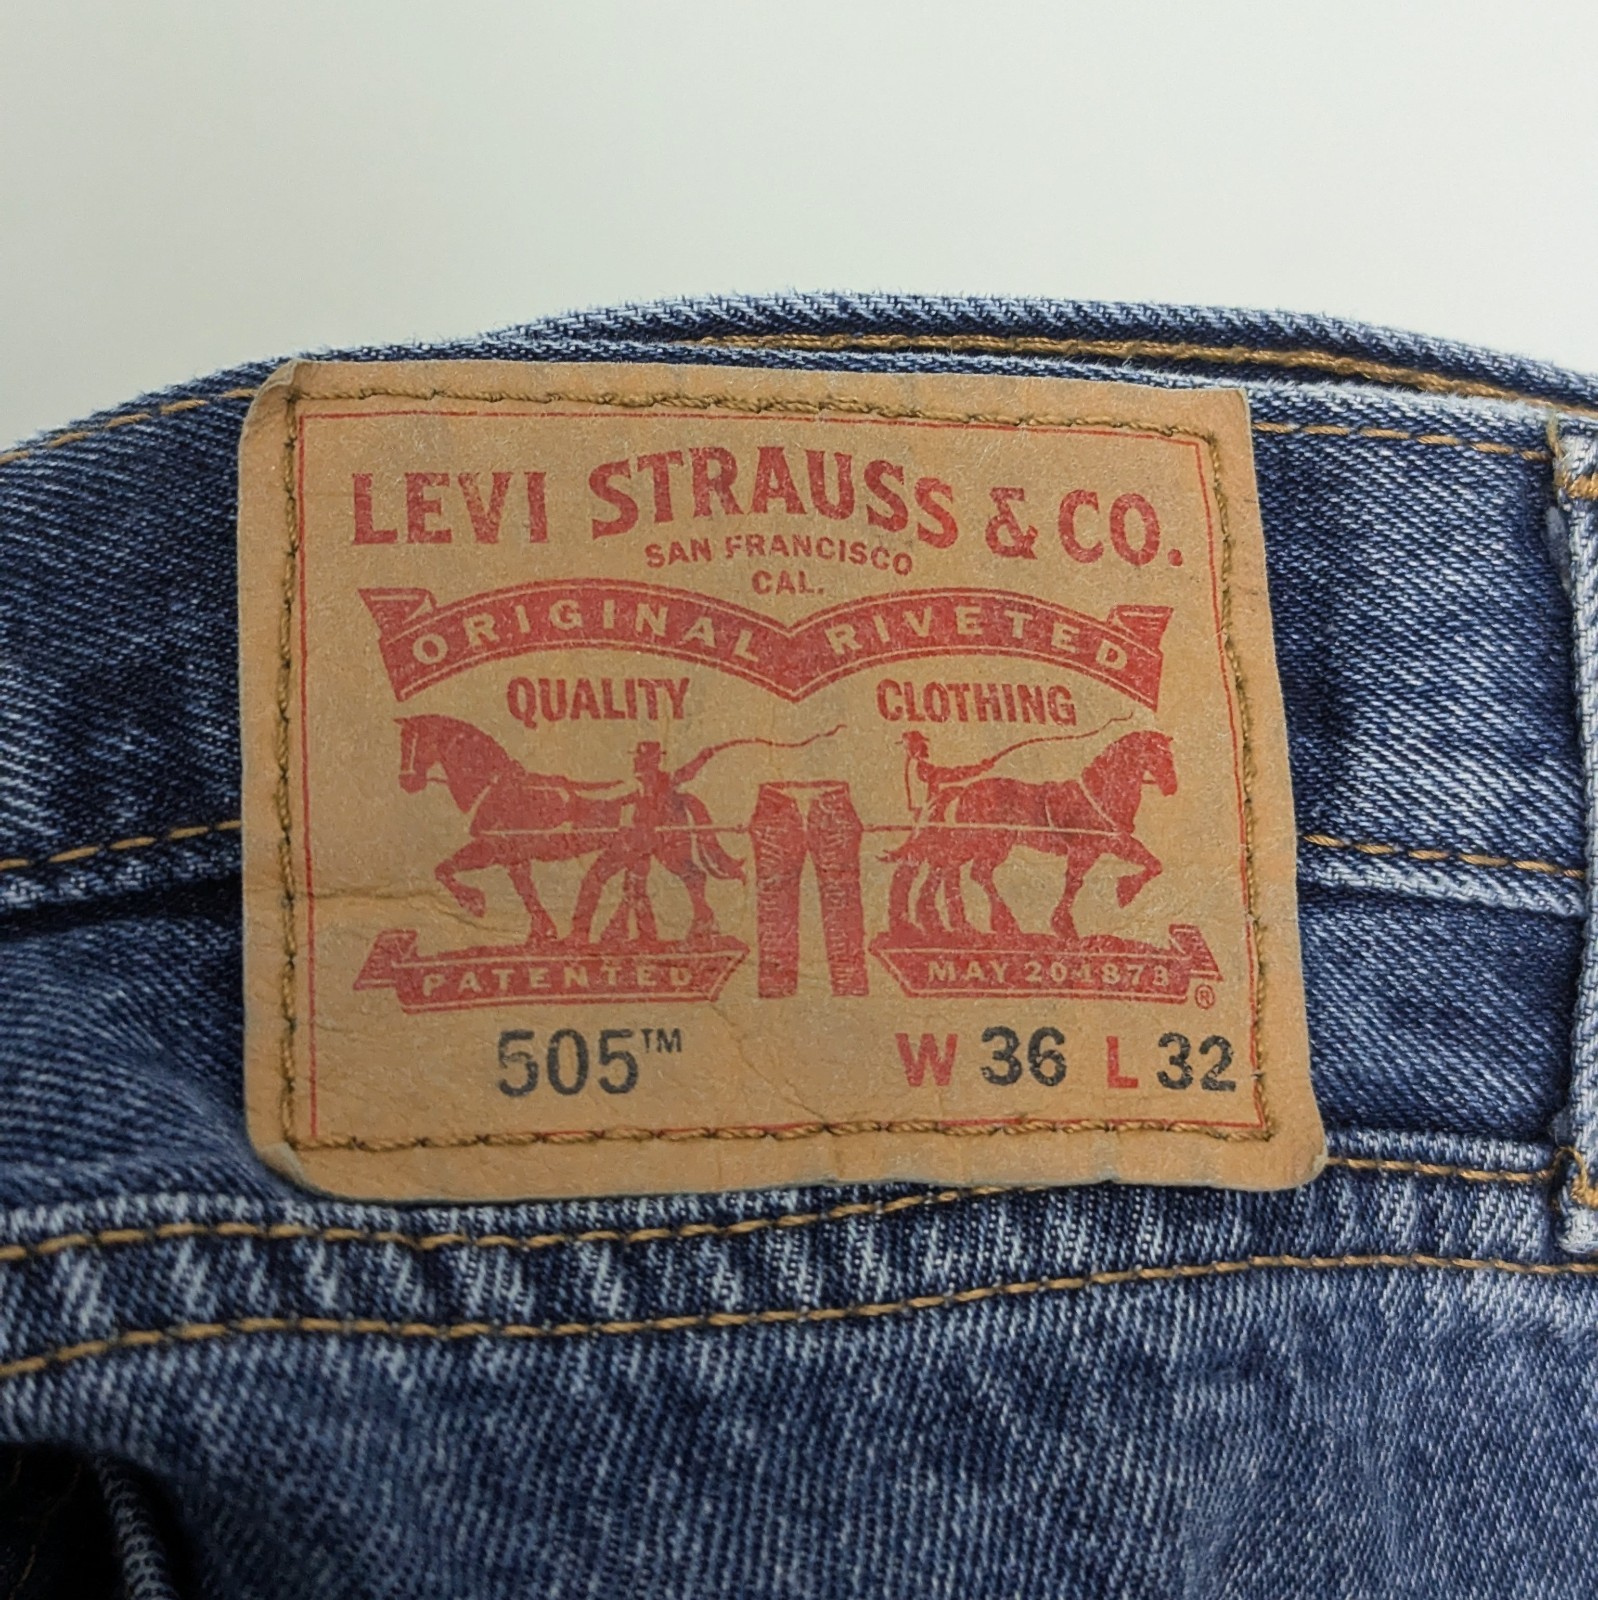 LEVI STRAUSS & CO.
SAN FRANCISCO
CAL.
ORIGINAL RIVETED
QUALITY CLOTHING
PATENTED MAY 20 1873 ®
505™ W 36 L 32